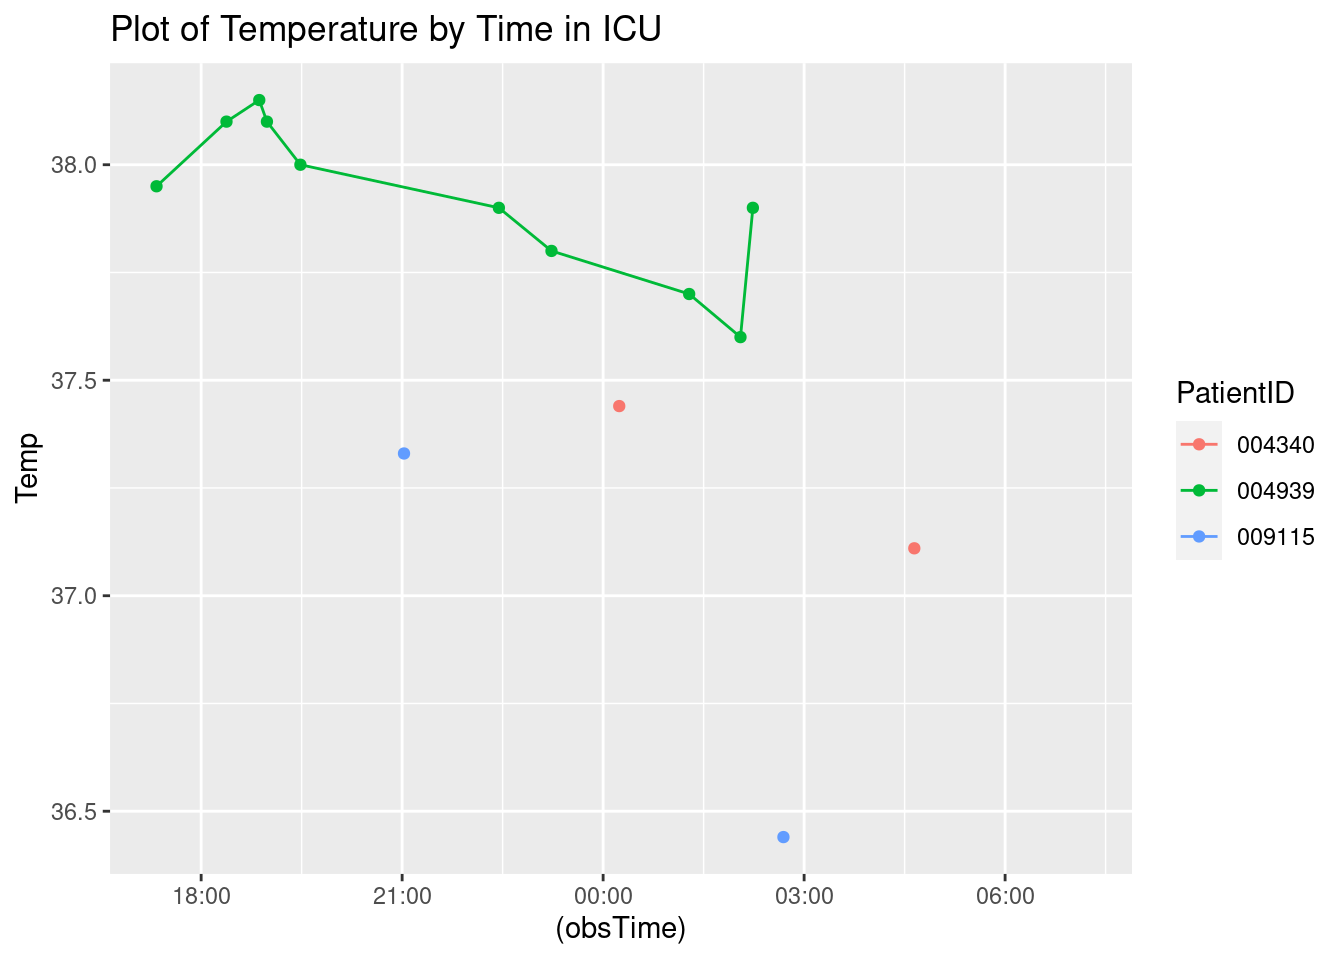 Plot of Temperature by Time in ICU
38.0
37.5
37.0
36.5
Temp
18:00 21:00 00:00 03:00 06:00
(obsTime)
PatientID
004340
004939
009115